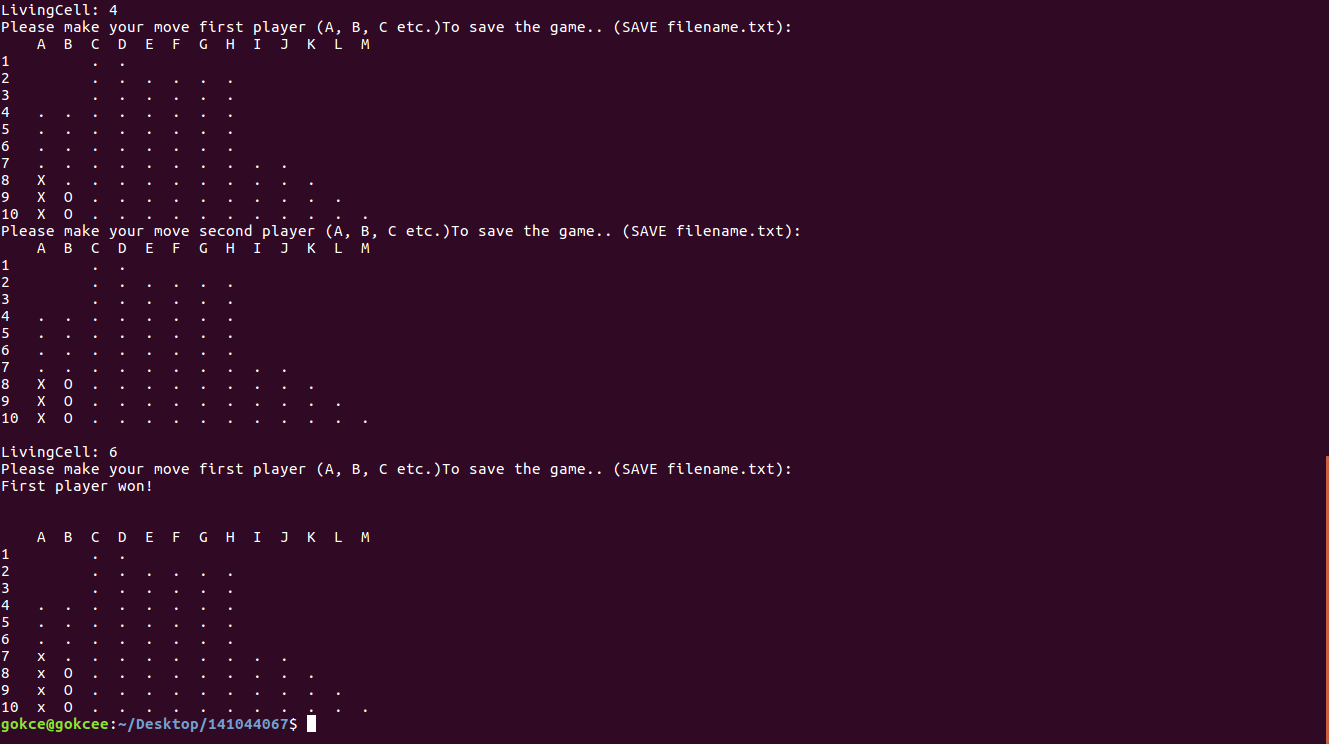 LivingCell: 4
Please make your move first player (A, B, C etc.)To save the game.. (SAVE filename.txt):
    A  B  C  D  E  F  G  H  I  J  K  L  M
1         .  .
2         .  .  .  .  .  .
3         .  .  .  .  .  .
4   .  .  .  .  .  .  .  .
5   .  .  .  .  .  .  .  .
6   .  .  .  .  .  .  .  .
7   .  .  .  .  .  .  .  .  .  .
8   X  .  .  .  .  .  .  .  .  .  .
9   X  O  .  .  .  .  .  .  .  .  .  .
10  X  O  .  .  .  .  .  .  .  .  .  .  .
Please make your move second player (A, B, C etc.)To save the game.. (SAVE filename.txt):
    A  B  C  D  E  F  G  H  I  J  K  L  M
1         .  .
2         .  .  .  .  .  .
3         .  .  .  .  .  .
4   .  .  .  .  .  .  .  .
5   .  .  .  .  .  .  .  .
6   .  .  .  .  .  .  .  .
7   .  .  .  .  .  .  .  .  .  .
8   X  O  .  .  .  .  .  .  .  .  .
9   X  O  .  .  .  .  .  .  .  .  .  .
10  X  O  .  .  .  .  .  .  .  .  .  .  .
LivingCell: 6
Please make your move first player (A, B, C etc.)To save the game.. (SAVE filename.txt):
First player won!
    A  B  C  D  E  F  G  H  I  J  K  L  M
1         .  .
2         .  .  .  .  .  .
3         .  .  .  .  .  .
4   .  .  .  .  .  .  .  .
5   .  .  .  .  .  .  .  .
6   .  .  .  .  .  .  .  .
7   x  .  .  .  .  .  .  .  .  .
8   x  O  .  .  .  .  .  .  .  .  .
9   x  O  .  .  .  .  .  .  .  .  .  .
10  x  O  .  .  .  .  .  .  .  .  .  .  .
gokce@gokcee:~/Desktop/141044067$